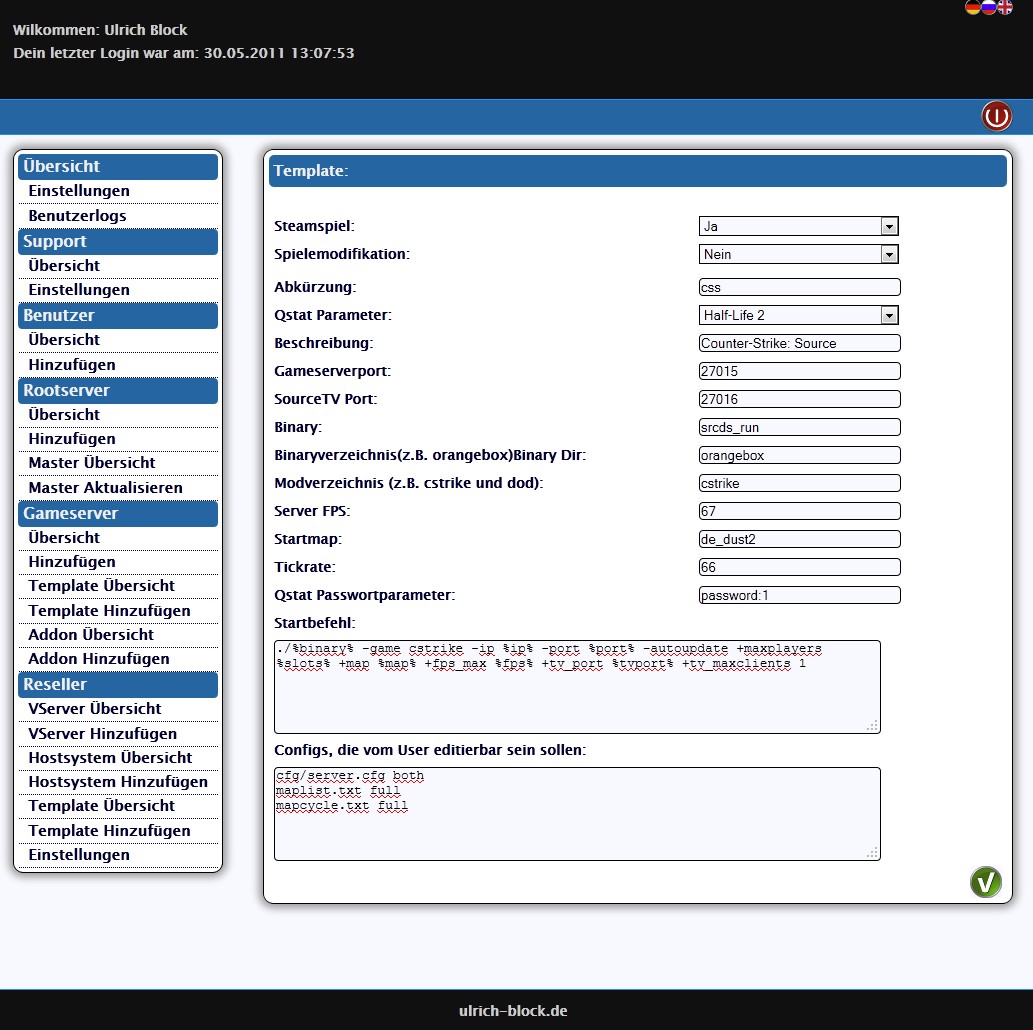 Wilkommen: Ulrich Block
Dein letzter Login war am: 30.05.2011 13:07:53
Übersicht
Einstellungen
Benutzerlogs
Support
Übersicht
Einstellungen
Benutzer
Übersicht
Hinzufügen
Rootserver
Übersicht
Hinzufügen
Master Übersicht
Master Aktualisieren
Gameserver
Übersicht
Hinzufügen
Template Übersicht
Template Hinzufügen
Addon Übersicht
Addon Hinzufügen
Reseller
VServer Übersicht
VServer Hinzufügen
Hostsystem Übersicht
Hostsystem Hinzufügen
Template Übersicht
Template Hinzufügen
Einstellungen
Template:
Steamspiel: Ja
Spielemodifikation: Nein
Abkürzung: css
Qstat Parameter: Half-Life 2
Beschreibung: Counter-Strike: Source
Gameserverport: 27015
SourceTV Port: 27016
Binary: srcds_run
Binaryverzeichnis(z.B. orangebox)Binary Dir: orangebox
Modverzeichnis (z.B. cstrike und dod): cstrike
Server FPS: 67
Startmap: de_dust2
Tickrate: 66
Qstat Passwortparameter: password:1
Startbefehl:
./%binary% -game cstrike -ip %ip% -port %port% -autoupdate +maxplayers
%slots% +map %map% +fps_max %fps% +tv_port %tvport% +tv_maxclients 1
Configs, die vom User editierbar sein sollen:
cfg/server.cfg both
maplist.txt full
mapcycle.txt full
ulrich-block.de